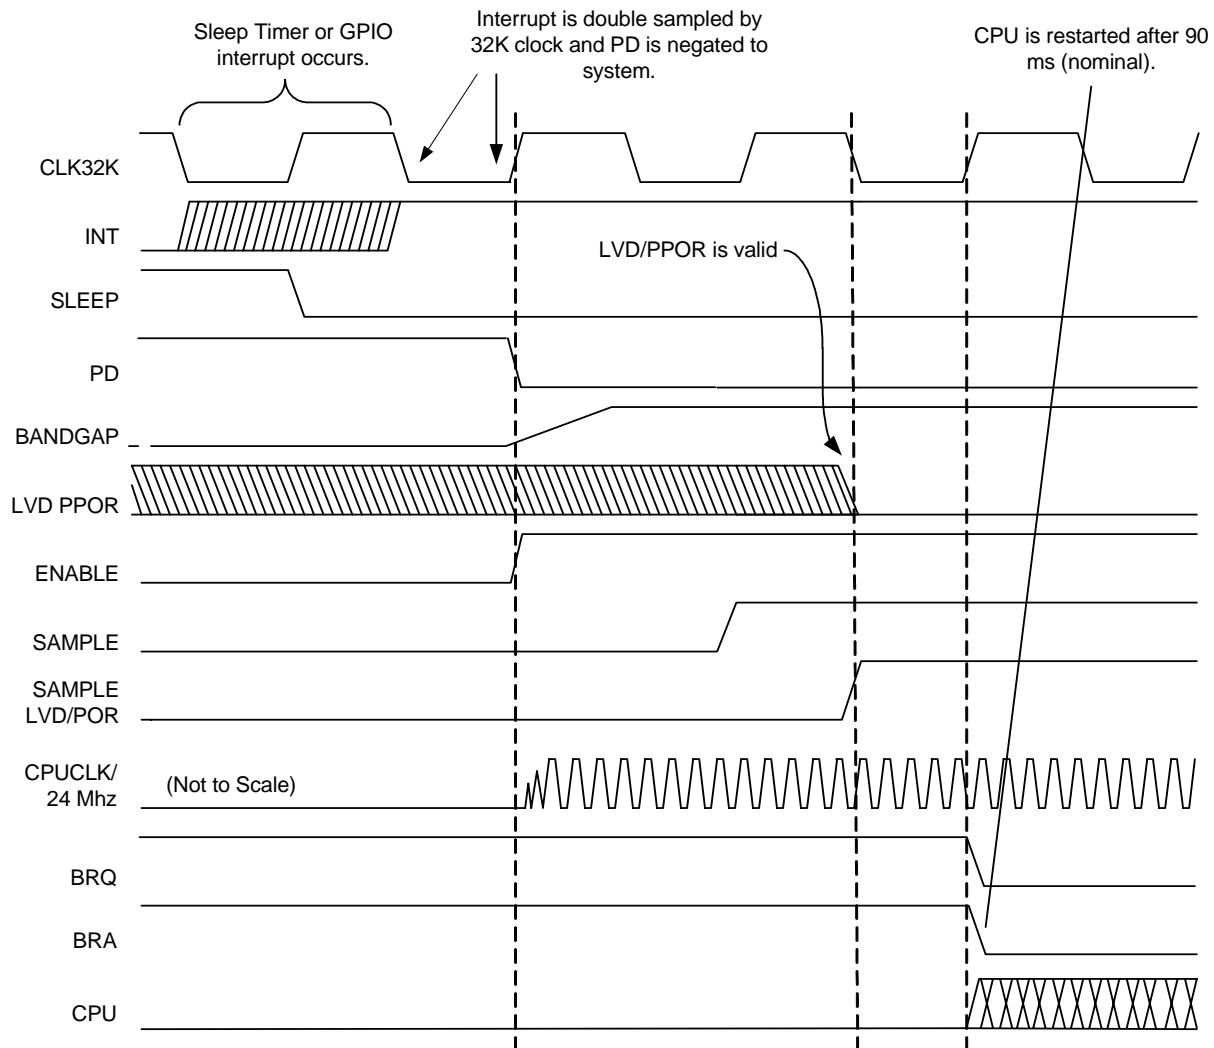 Sleep Timer or GPIO
interrupt occurs.
Interrupt is double sampled by
32K clock and PD is negated to
system.
CPU is restarted after 90
ms (nominal).
CLK32K
INT
LVD/PPOR is valid
SLEEP
PD
BANDGAP
LVD PPOR
ENABLE
SAMPLE
SAMPLE
LVD/POR
CPUCLK/
24 Mhz
(Not to Scale)
BRQ
BRA
CPU